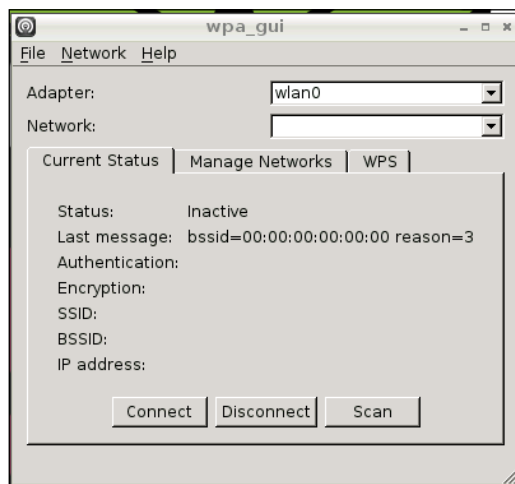 wpa_gui
File Network Help
Adapter: wlan0
Network:
Current Status Manage Networks WPS
Status: Inactive
Last message: bssid=00:00:00:00:00:00 reason=3
Authentication:
Encryption:
SSID:
BSSID:
IP address:
Connect Disconnect Scan